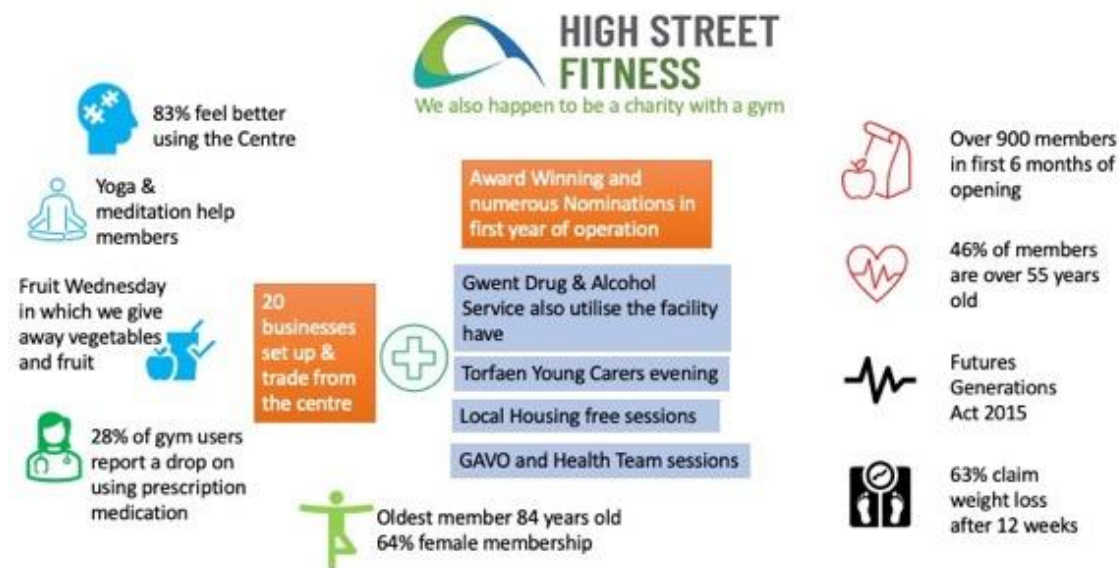 HIGH STREET
FITNESS
We also happen to be a charity with a gym
83% feel better
using the Centre
Yoga &
meditation help
members
Fruit Wednesday
in which we give
away vegetables
and fruit
28% of gym users
report a drop on
using prescription
medication
20
businesses
set up &
trade from
the centre
Award Winning and
numerous Nominations in
first year of operation
Gwent Drug & Alcohol
Service also utilise the facility
have
Torfaen Young Carers evening
Local Housing free sessions
GAVO and Health Team sessions
Oldest member 84 years old
64% female membership
Over 900 members
in first 6 months of
opening
46% of members
are over 55 years
old
Futures
Generations
Act 2015
63% claim
weight loss
after 12 weeks